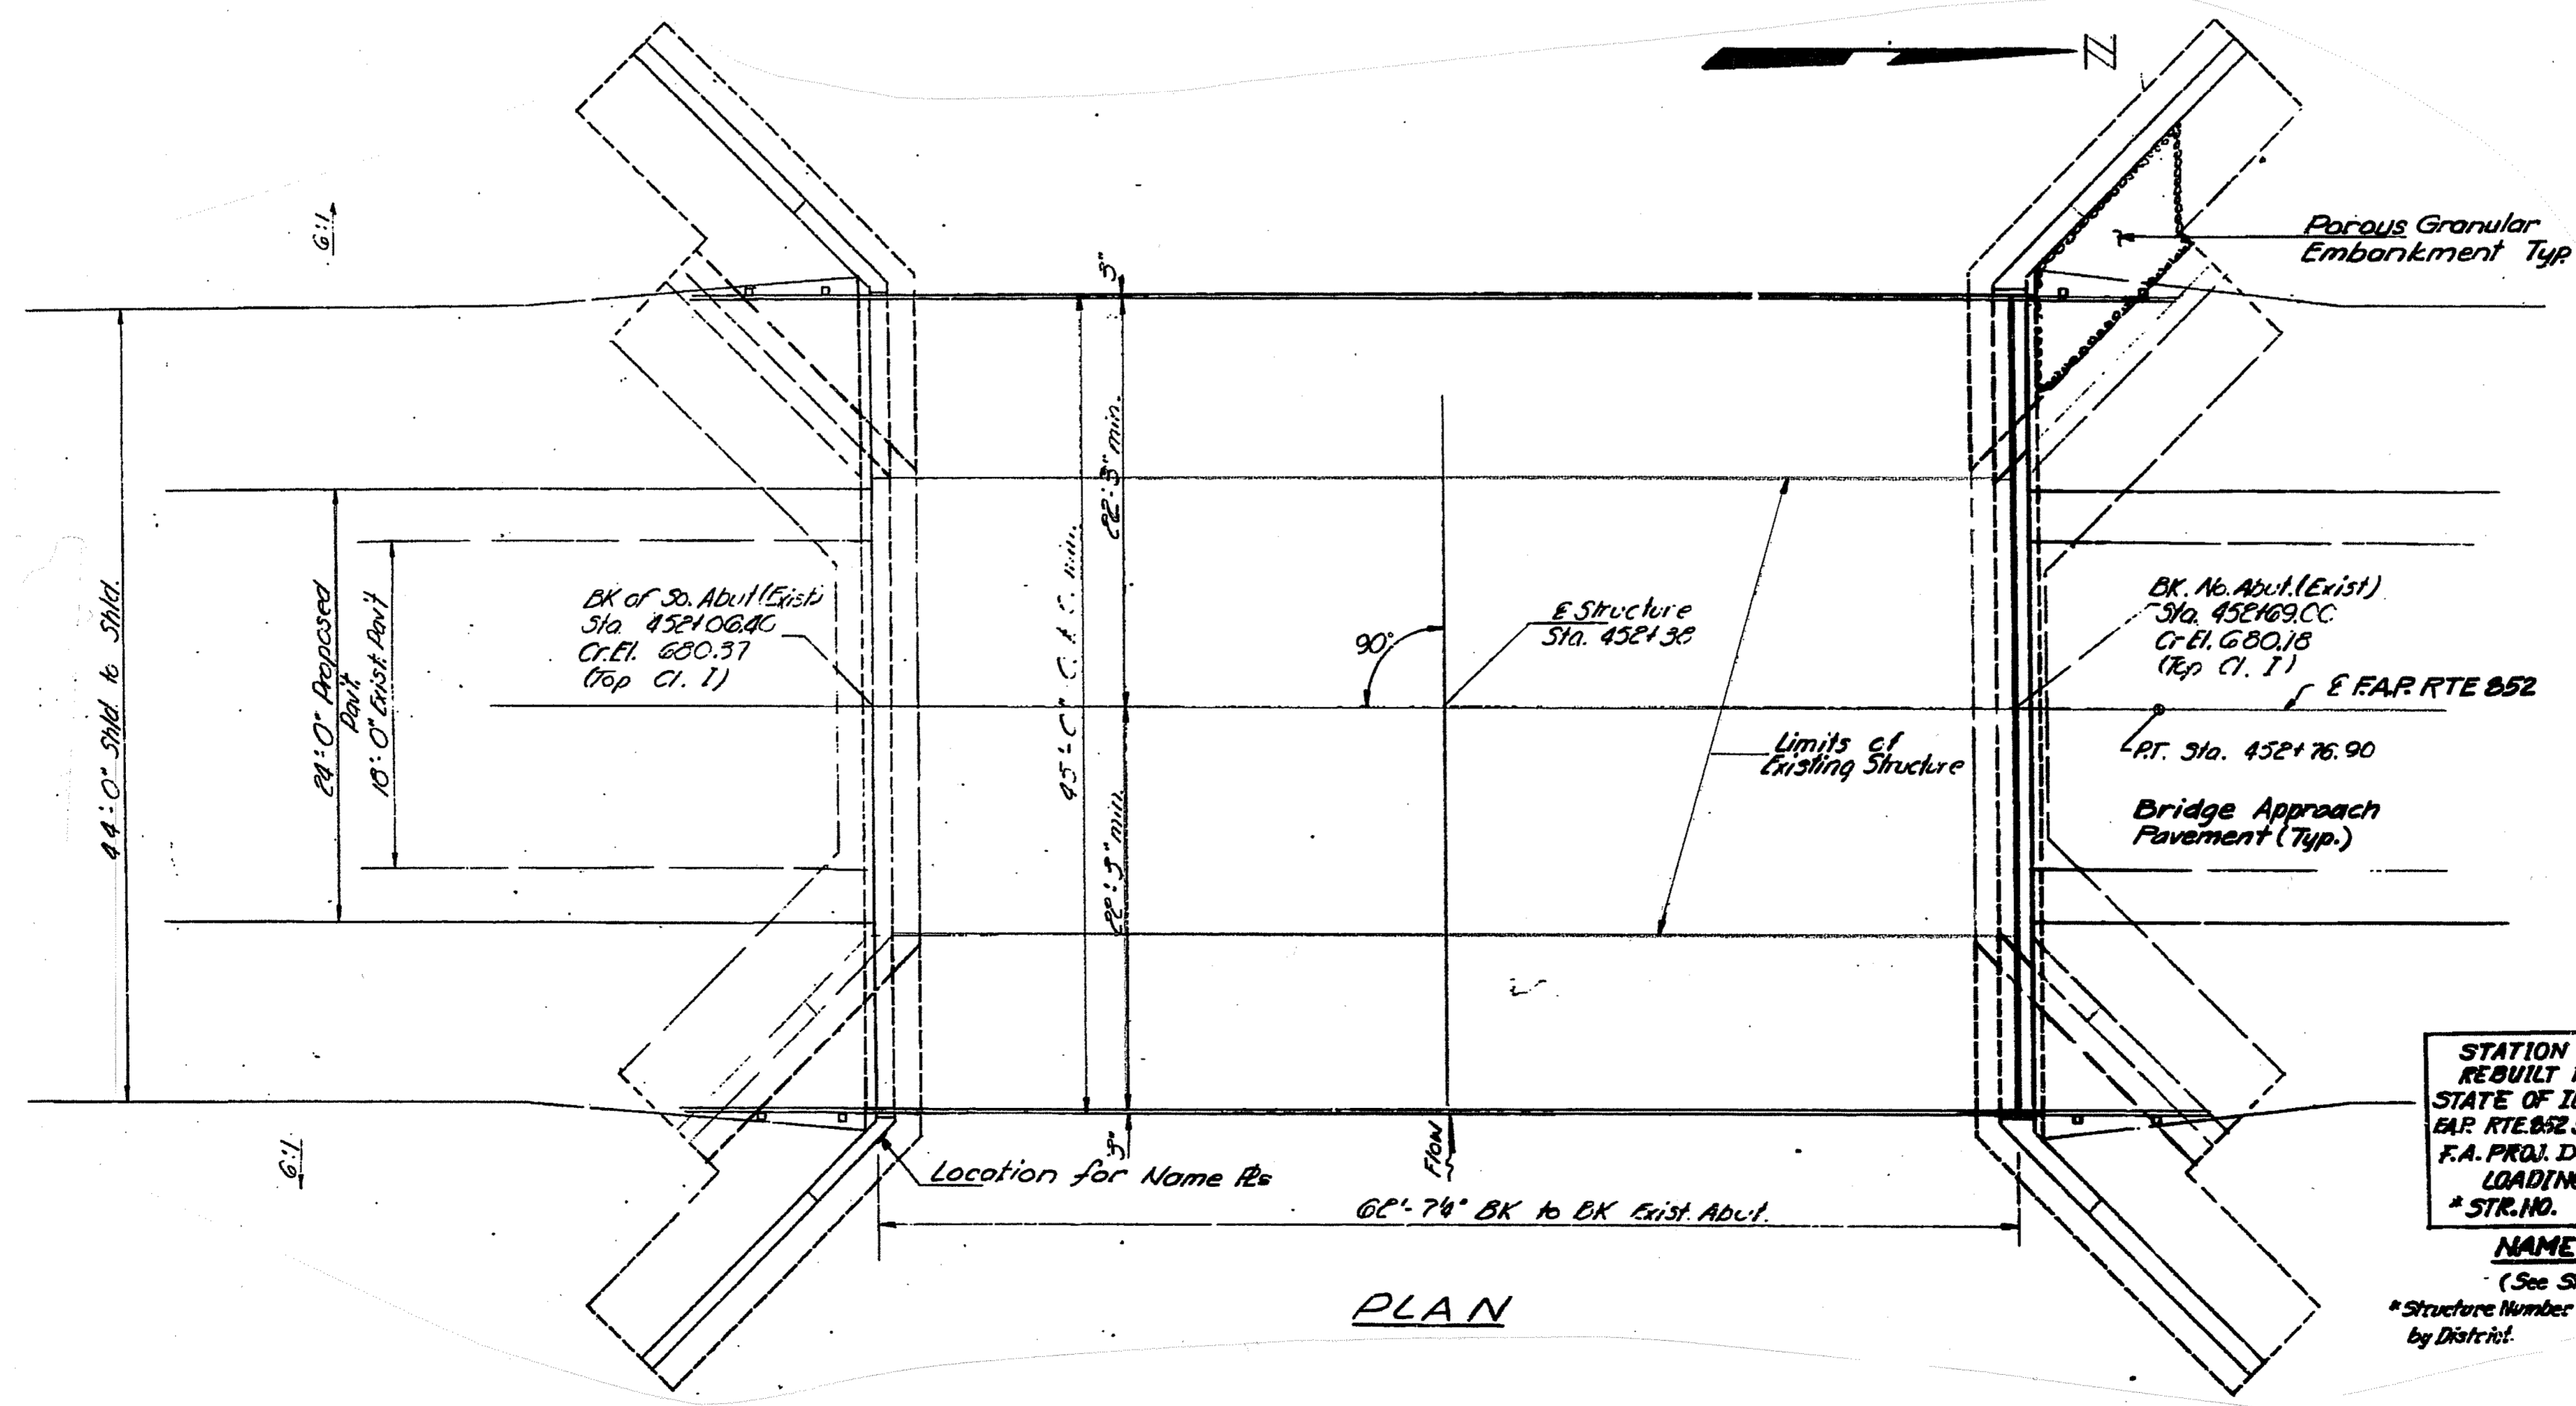 N
Porous Granular
Embankment Typ.
6:1
3"
44'-0" Shld. to Shld.
24'-0" Proposed
Pav't
18'-0" Exist. Pav't
BK of So. Abut (Exist)
Sta. 452+06.40
Cr. El. 680.37
(Top Cl. I)
22'-3" min.
90°
℄ Structure
Sta. 452+38
BK. No. Abut. (Exist)
Sta. 452+69.00
Cr El. 680.18
(Top Cl. I)
℄ F.A.P. RTE 852
P.T. Sta. 452+76.90
Limits of
Existing Structure
Bridge Approach
Pavement (Typ.)
45'-0"
min.
22'-3" min.
3"
6:1
Location for Name Pls
Flow
BK to BK Exist. Abut.
PLAN
STATION
REBUILT
STATE OF
F.A.P. RTE. 852
F.A. PROJ.
LOADING
* STR. NO.
NAME
(See
* Structure Number
by District.